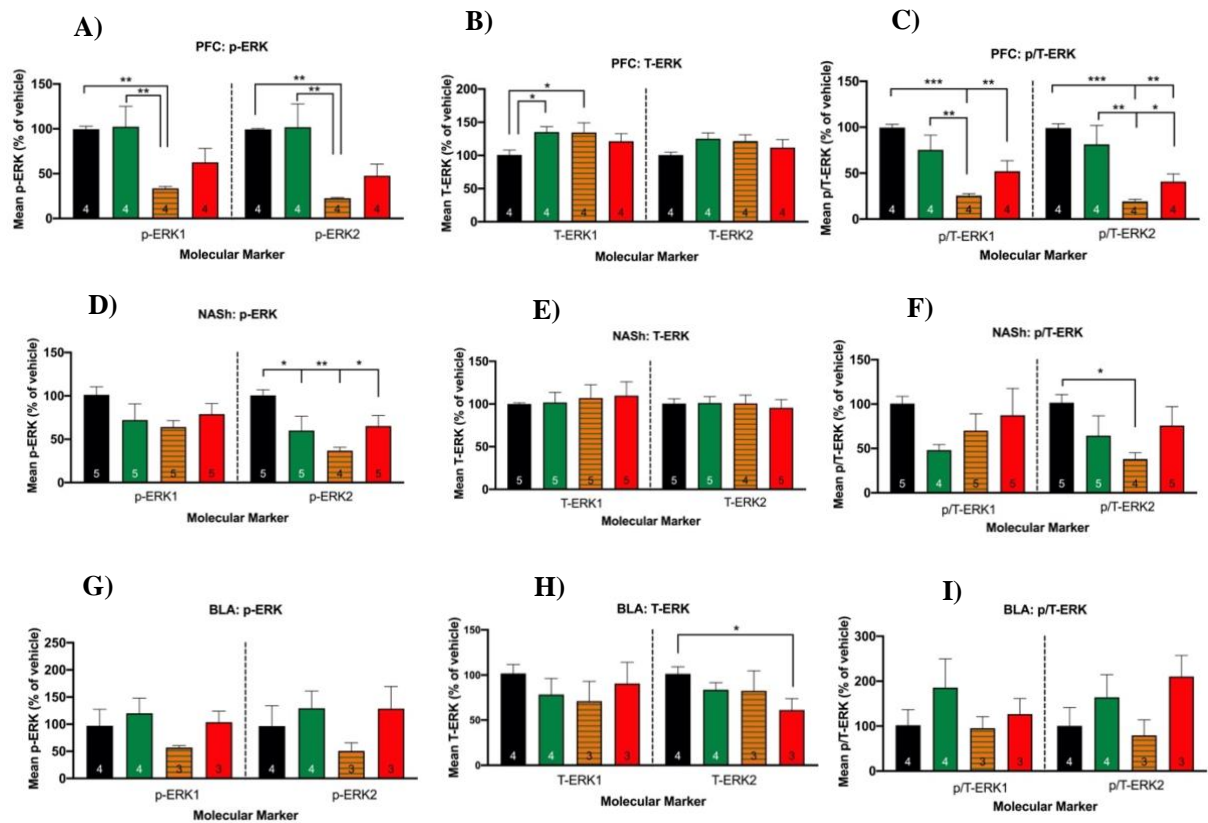 A)
PFC: p-ERK
Mean p-ERK (% of vehicle)
150
100
50
0
**
**
**
**
4 4 4 4 4 4 4 4
p-ERK1 p-ERK2
Molecular Marker
B)
PFC: T-ERK
Mean T-ERK (% of vehicle)
200
150
100
50
0
*
*
4 4 4 4 4 4 4 4
T-ERK1 T-ERK2
Molecular Marker
C)
PFC: p/T-ERK
Mean p/T-ERK (% of vehicle)
150
100
50
0
*** ** *** **
** ** *
4 4 4 4 4 4 4 4
p/T-ERK1 p/T-ERK2
Molecular Marker
D)
NASh: p-ERK
Mean p-ERK (% of vehicle)
150
100
50
0
* ** *
5 5 5 5 5 5 4 5
p-ERK1 p-ERK2
Molecular Marker
E)
NASh: T-ERK
Mean T-ERK (% of vehicle)
150
100
50
0
5 5 5 5 5 5 4 5
T-ERK1 T-ERK2
Molecular Marker
F)
NASh: p/T-ERK
Mean p/T-ERK (% of vehicle)
150
100
50
0
*
5 4 5 5 5 5 4 5
p/T-ERK1 p/T-ERK2
Molecular Marker
G)
BLA: p-ERK
Mean p-ERK (% of vehicle)
250
200
150
100
50
0
4 4 3 3 4 4 3 3
p-ERK1 p-ERK2
Molecular Marker
H)
BLA: T-ERK
Mean T-ERK (% of vehicle)
150
100
50
0
*
4 4 3 3 4 4 3 3
T-ERK1 T-ERK2
Molecular Marker
I)
BLA: p/T-ERK
Mean p/T-ERK (% of vehicle)
300
200
100
0
4 4 3 3 4 4 3 3
p/T-ERK1 p/T-ERK2
Molecular Marker